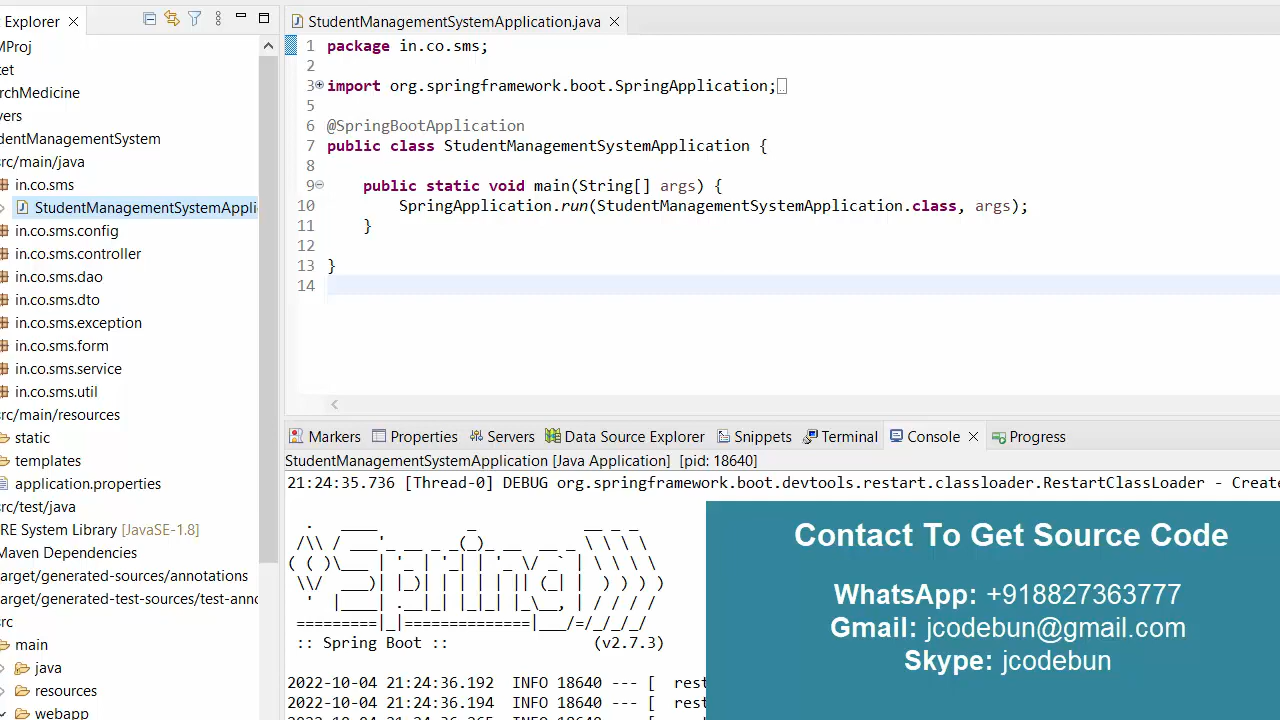 Explorer
StudentManagementSystemApplication.java
MProj
tet
rchMedicine
vers
dentManagementSystem
src/main/java
in.co.sms
StudentManagementSystemAppli
in.co.sms.config
in.co.sms.controller
in.co.sms.dao
in.co.sms.dto
in.co.sms.exception
in.co.sms.form
in.co.sms.service
in.co.sms.util
src/main/resources
static
templates
application.properties
src/test/java
RE System Library [JavaSE-1.8]
Maven Dependencies
target/generated-sources/annotations
target/generated-test-sources/test-anno
src
main
java
resources
webapp
1 package in.co.sms;
2
3 import org.springframework.boot.SpringApplication;
5
6 @SpringBootApplication
7 public class StudentManagementSystemApplication {
8
9 public static void main(String[] args) {
10 SpringApplication.run(StudentManagementSystemApplication.class, args);
11 }
12
13 }
14
Markers Properties Servers Data Source Explorer Snippets Terminal Console Progress
StudentManagementSystemApplication [Java Application] [pid: 18640]
21:24:35.736 [Thread-0] DEBUG org.springframework.boot.devtools.restart.classloader.RestartClassLoader - Create
Spring
:: Spring Boot :: (v2.7.3)
2022-10-04 21:24:36.192 INFO 18640 --- [ rest
2022-10-04 21:24:36.194 INFO 18640 --- [ rest
Contact To Get Source Code
WhatsApp: +918827363777
Gmail: jcodebun@gmail.com
Skype: jcodebun